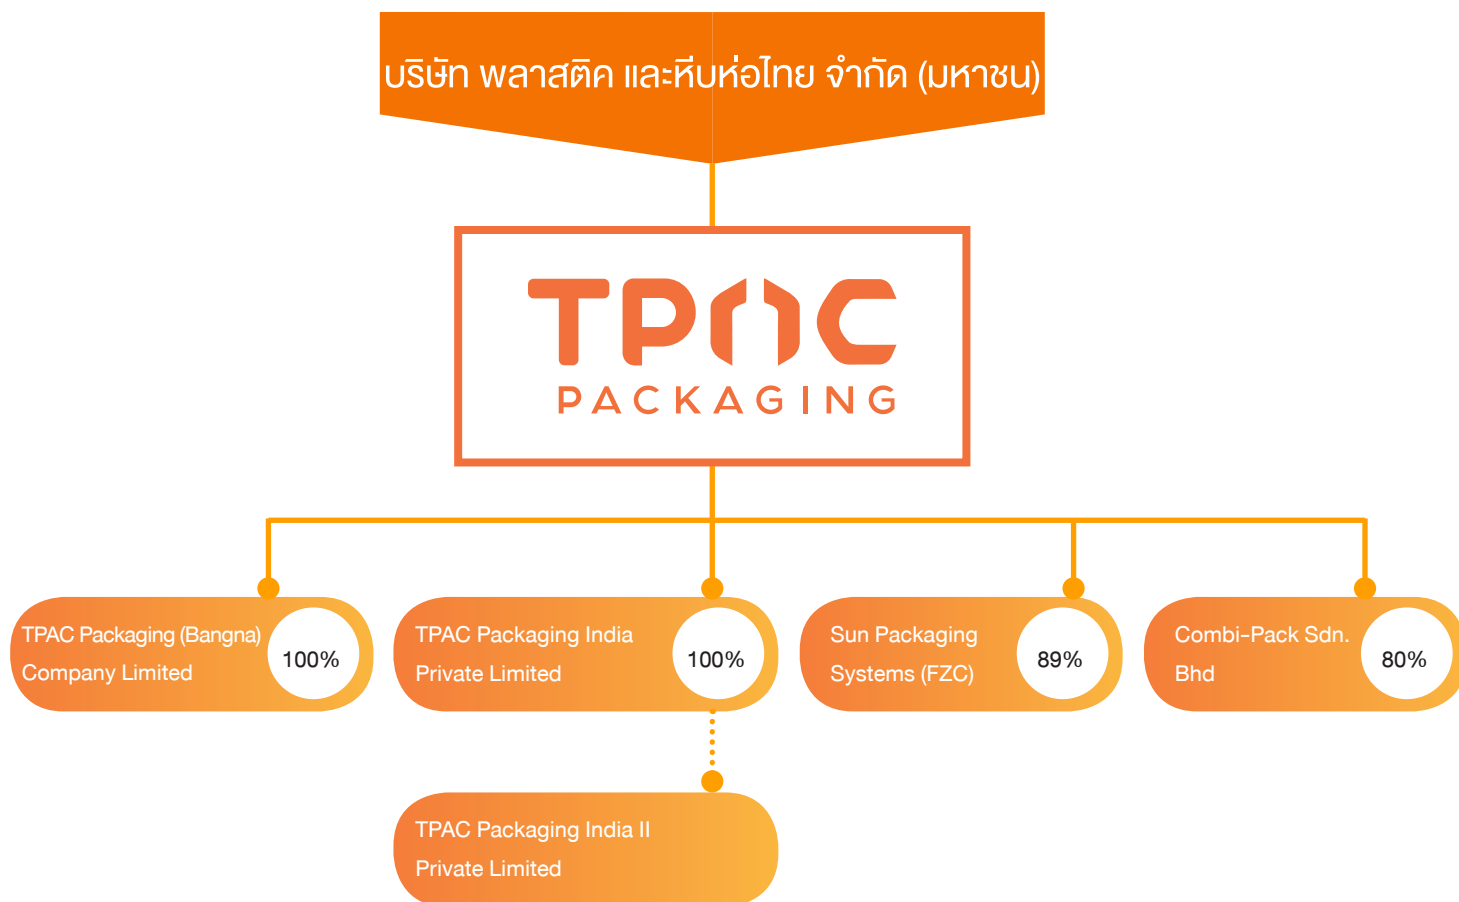 บริษัท พลาสติค และหีบห่อไทย จำกัด (มหาชน)
TPAC
PACKAGING
TPAC Packaging (Bangna)
Company Limited
100%
TPAC Packaging India
Private Limited
100%
Sun Packaging
Systems (FZC)
89%
Combi-Pack Sdn.
Bhd
80%
TPAC Packaging India II
Private Limited